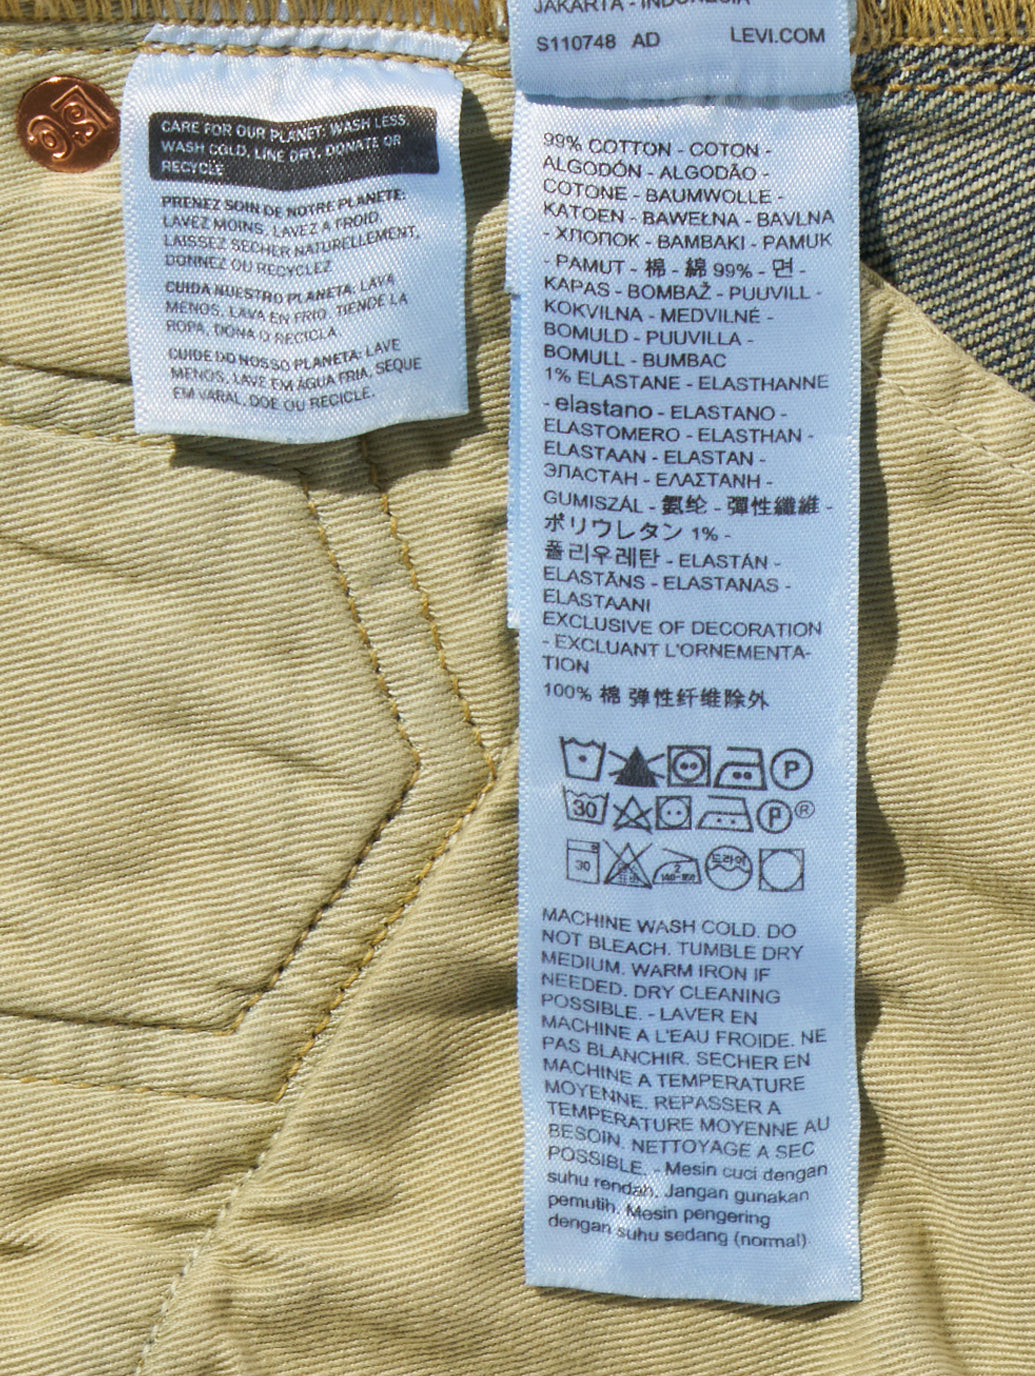 CARE FOR OUR PLANET: WASH LESS,
WASH COLD, LINE DRY, DONATE OR
RECYCLE
PRENEZ SOIN DE NOTRE PLANÈTE:
LAVEZ MOINS, LAVEZ A FROID,
LAISSEZ SÉCHER NATURELLEMENT,
DONNEZ OU RECYCLEZ
CUIDA NUESTRO PLANETA: LAVA
MENOS, LAVA EN FRIO, TIENDE LA
ROPA, DONA O RECICLA.
CUIDE DO NOSSO PLANETA: LAVE
MENOS, LAVE EM ÁGUA FRIA, SEQUE
EM VARAL, DOE OU RECICLE.
JAKARTA - INDONESIA
S110748 AD LEVI.COM
99% COTTON - COTON -
ALGODÓN - ALGODÃO -
COTONE - BAUMWOLLE -
KATOEN - BAWEŁNA - BAVLNA
- ХЛОПОК - BAMBAKI - PAMUK
- PAMUT - 棉 - 綿 99% - 면 -
KAPAS - BOMBAŽ - PUUVILL -
KOKVILNA - MEDVILNĖ -
BOMULD - PUUVILLA -
BOMULL - BUMBAC
1% ELASTANE - ELASTHANNE
- elastano - ELASTANO -
ELASTOMERO - ELASTHAN -
ELASTAAN - ELASTAN -
ЭЛАСТАН - ΕΛΑΣΤΑΝΗ -
GUMISZÁL - 氨纶 - 彈性纖維 -
ポリウレタン 1% -
폴리우레탄 - ELASTÁN -
ELASTĀNS - ELASTANAS -
ELASTAANI
EXCLUSIVE OF DECORATION
- EXCLUANT L'ORNEMENTA-
TION
100% 棉 弹性纤维除外
P
30 P ®
30 2 140-160 드라이
MACHINE WASH COLD. DO
NOT BLEACH. TUMBLE DRY
MEDIUM. WARM IRON IF
NEEDED. DRY CLEANING
POSSIBLE. - LAVER EN
MACHINE A L'EAU FROIDE. NE
PAS BLANCHIR. SECHER EN
MACHINE A TEMPERATURE
MOYENNE. REPASSER A
TEMPERATURE MOYENNE AU
BESOIN. NETTOYAGE A SEC
POSSIBLE. - Mesin cuci dengan
suhu rendah. Jangan gunakan
pemutih. Mesin pengering
dengan suhu sedang (normal)